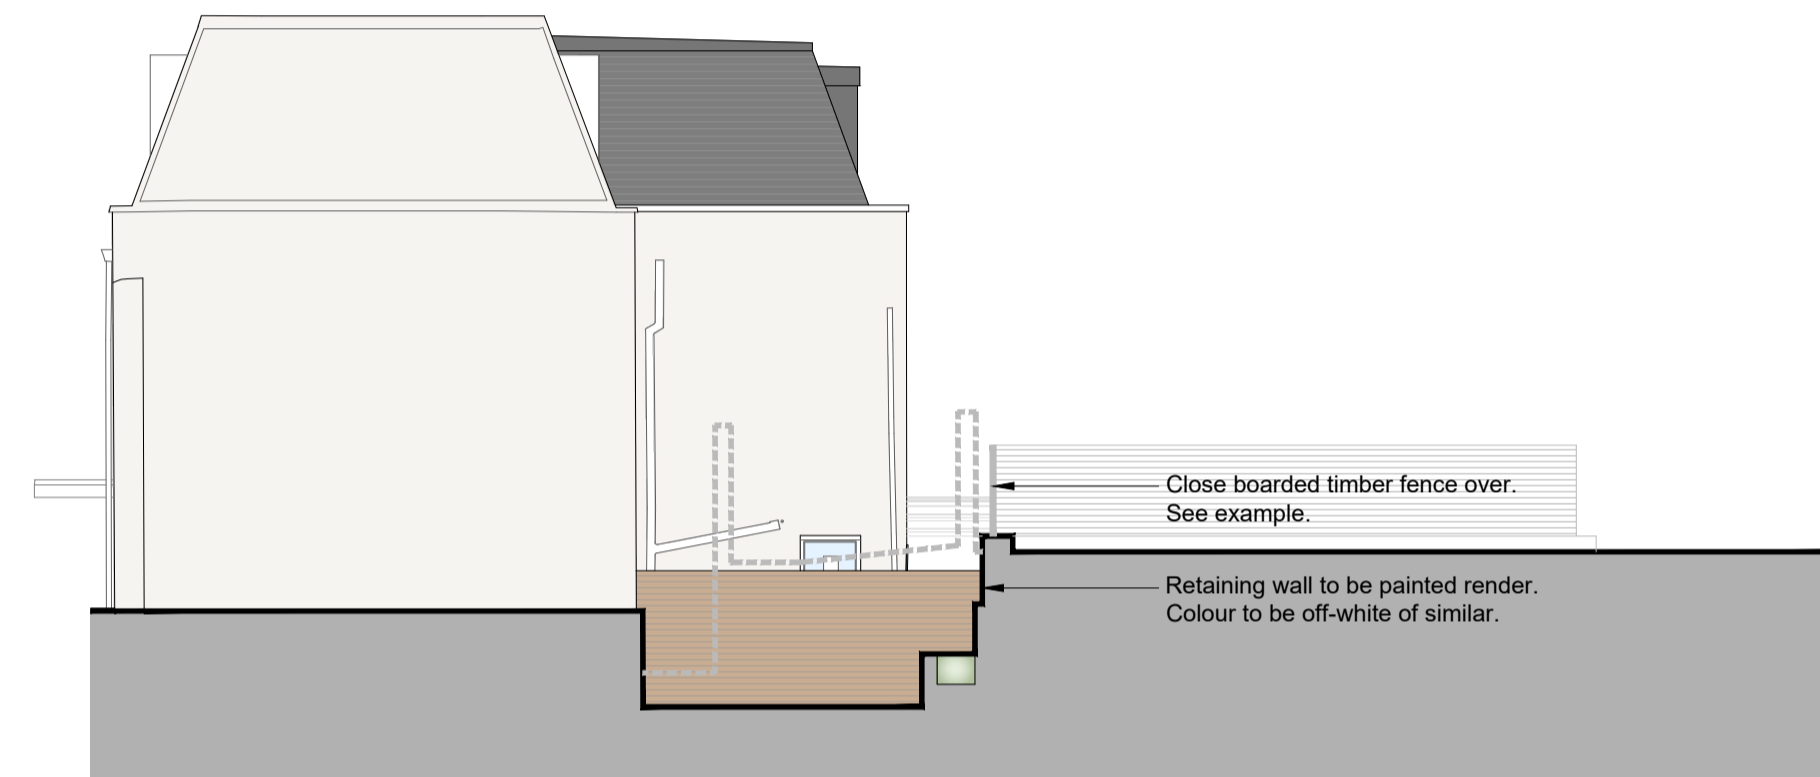 Close boarded timber fence over.
See example.
Retaining wall to be painted render.
Colour to be off-white of similar.